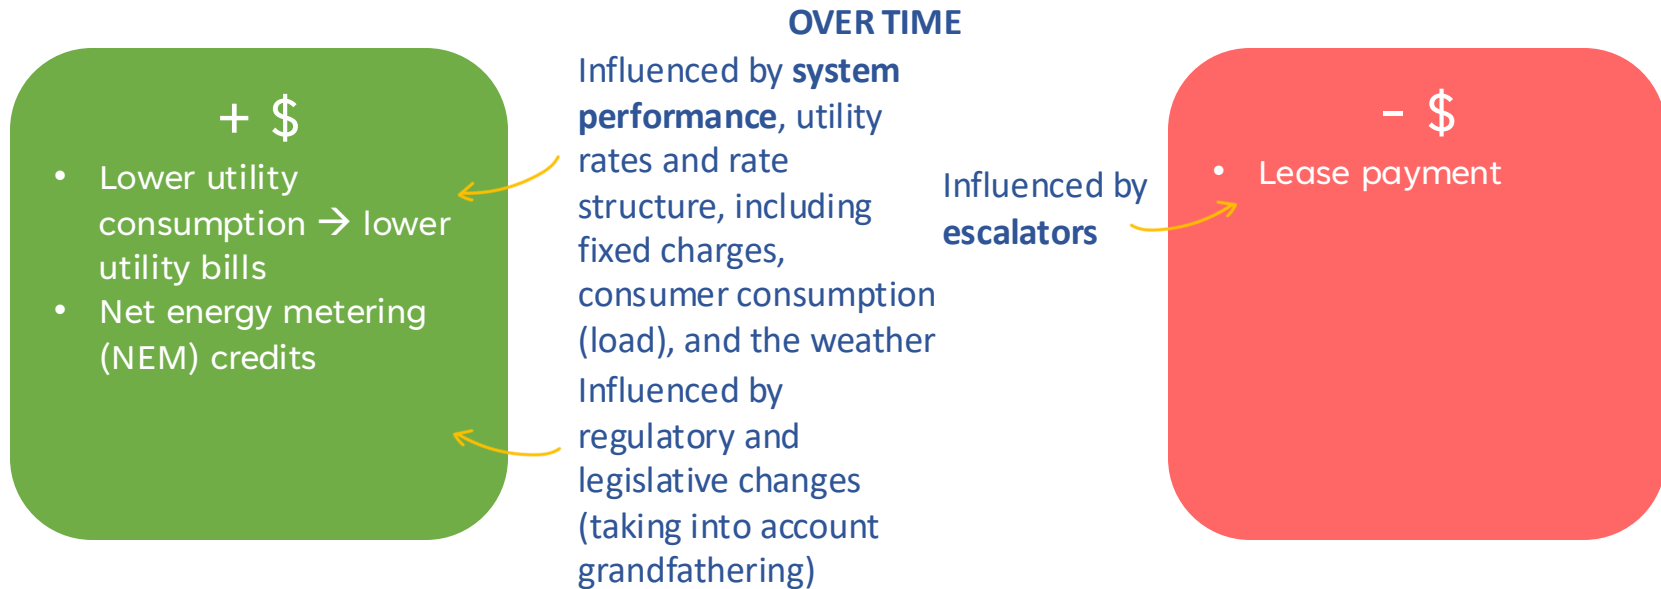 OVER TIME
+ $
• Lower utility
consumption → lower
utility bills
• Net energy metering
(NEM) credits
Influenced by system
performance, utility
rates and rate
structure, including
fixed charges,
consumer consumption
(load), and the weather
Influenced by
regulatory and
legislative changes
(taking into account
grandfathering)
Influenced by
escalators
- $
• Lease payment